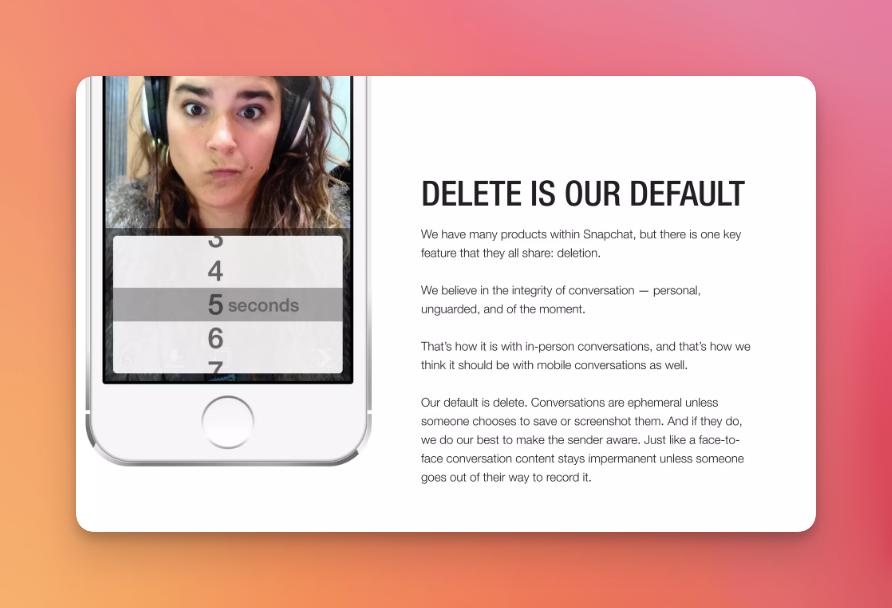 3
4
5 seconds
6
7
DELETE IS OUR DEFAULT
We have many products within Snapchat, but there is one key
feature that they all share: deletion.
We believe in the integrity of conversation — personal,
unguarded, and of the moment.
That’s how it is with in-person conversations, and that’s how we
think it should be with mobile conversations as well.
Our default is delete. Conversations are ephemeral unless
someone chooses to save or screenshot them. And if they do,
we do our best to make the sender aware. Just like a face-to-
face conversation content stays impermanent unless someone
goes out of their way to record it.